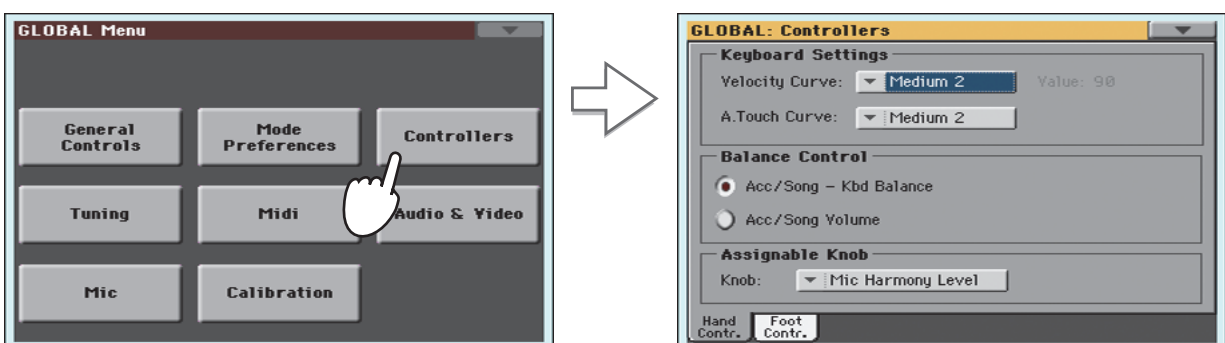 GLOBAL Menu
General
Controls
Mode
Preferences
Controllers
Tuning
Midi
Audio & Video
Mic
Calibration
GLOBAL: Controllers
Keyboard Settings
Velocity Curve: Medium 2 Value: 90
A.Touch Curve: Medium 2
Balance Control
Acc/Song - Kbd Balance
Acc/Song Volume
Assignable Knob
Knob: Mic Harmony Level
Hand
Contr.
Foot
Contr.